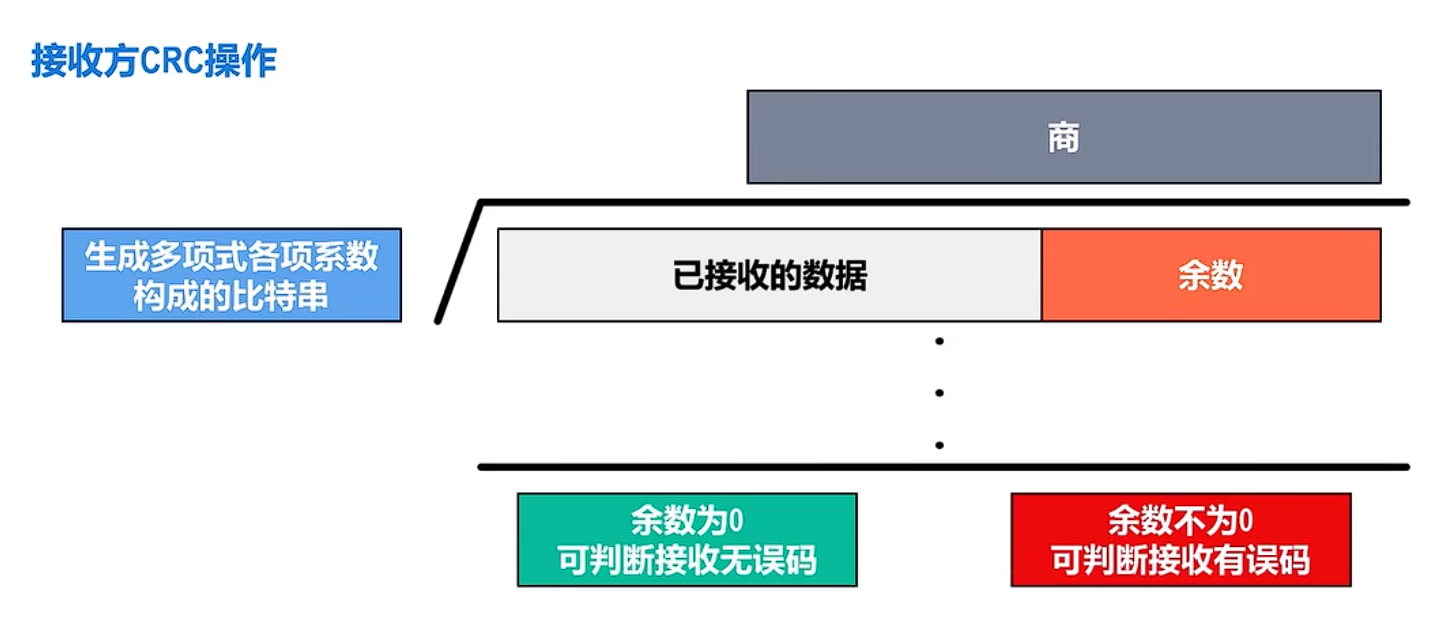 接收方CRC操作
商
生成多项式各项系数
构成的比特串
已接收的数据
余数
余数为0
可判断接收无误码
余数不为0
可判断接收有误码